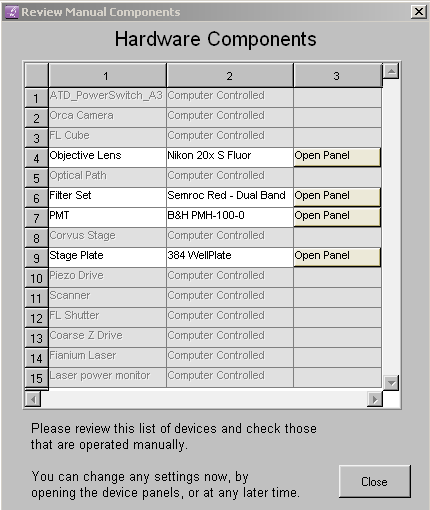 Review Manual Components
Hardware Components
1 2 3
1 ATD_PowerSwitch_A3 Computer Controlled
2 Orca Camera Computer Controlled
3 FL Cube Computer Controlled
4 Objective Lens Nikon 20x S Fluor Open Panel
5 Optical Path Computer Controlled
6 Filter Set Semroc Red - Dual Band Open Panel
7 PMT B&H PMH-100-0 Open Panel
8 Corvus Stage Computer Controlled
9 Stage Plate 384 WellPlate Open Panel
10 Piezo Drive Computer Controlled
11 Scanner Computer Controlled
12 FL Shutter Computer Controlled
13 Coarse Z Drive Computer Controlled
14 Fianium Laser Computer Controlled
15 Laser power monitor Computer Controlled
Please review this list of devices and check those
that are operated manually.
You can change any settings now, by
opening the device panels, or at any later time.
Close